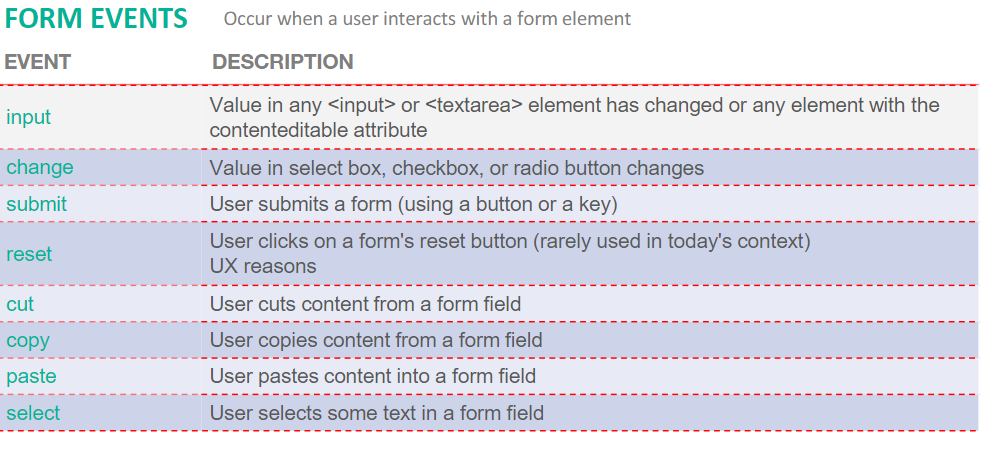 FORM EVENTS Occur when a user interacts with a form element
EVENT DESCRIPTION
input Value in any <input> or <textarea> element has changed or any element with the
contenteditable attribute
change Value in select box, checkbox, or radio button changes
submit User submits a form (using a button or a key)
reset User clicks on a form's reset button (rarely used in today's context)
UX reasons
cut User cuts content from a form field
copy User copies content from a form field
paste User pastes content into a form field
select User selects some text in a form field